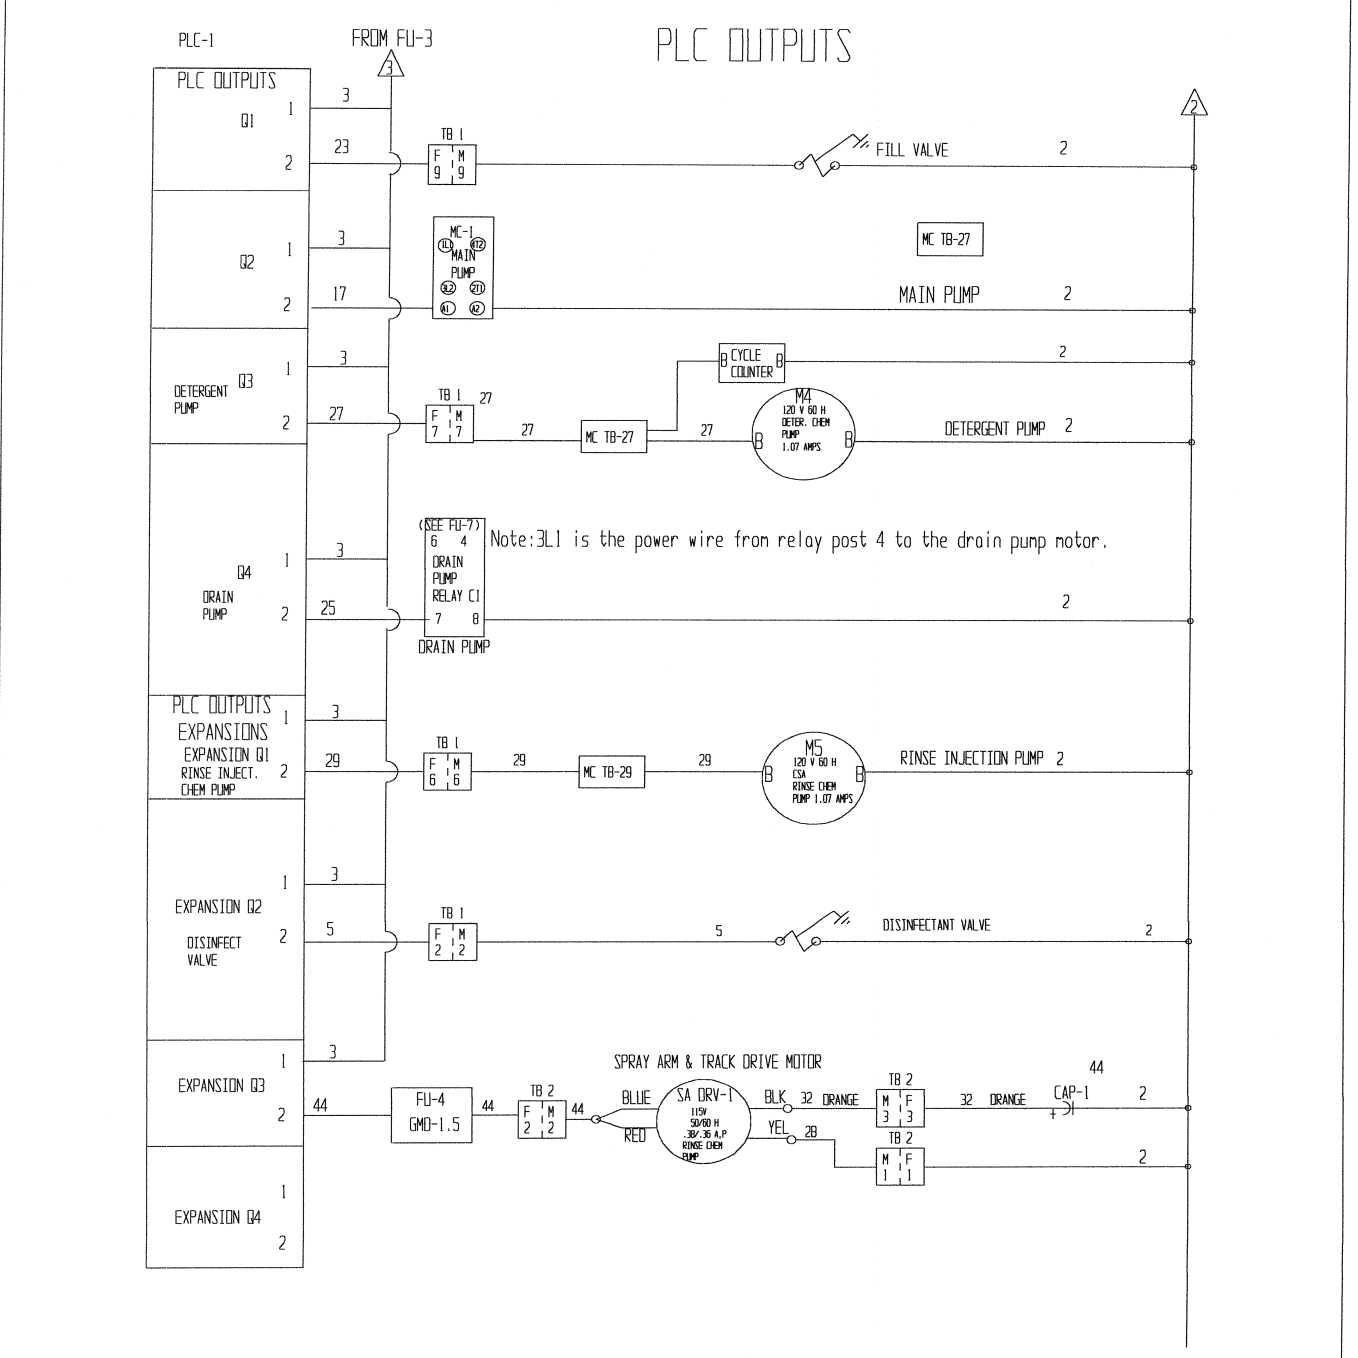 PLC-1
FROM FU-3
PLC OUTPUTS
3
2
PLC OUTPUTS
1
3
Q1
TB 1
2
23
F M
9 9
FILL VALVE
2
MC-1
1L1 4T2
MAIN
PUMP
3L2 2T1
A1 A2
1
3
Q2
MC TB-27
2
17
MAIN PUMP
2
1
3
Q3
DETERGENT
PUMP
B CYCLE B
COUNTER
2
2
27
TB 1
27
F M
7 7
27
MC TB-27
27
M4
120 V 60 H
DETER. CHEM
PUMP
1.07 AMPS
B B
DETERGENT PUMP 2
(SEE FU-7)
6 4
Note:3L1 is the power wire from relay post 4 to the drain pump motor.
1
3
Q4
DRAIN
PUMP
DRAIN
PUMP
RELAY C1
2
25
7 8
2
DRAIN PUMP
PLC OUTPUTS
EXPANSIONS
EXPANSION Q1
RINSE INJECT.
CHEM PUMP
1
3
2
29
TB 1
F M
6 6
29
MC TB-29
29
M5
120 V 60 H
CSA
RINSE CHEM
PUMP 1.07 AMPS
B B
RINSE INJECTION PUMP 2
1
3
EXPANSION Q2
DISINFECT
VALVE
2
5
TB 1
F M
2 2
5
DISINFECTANT VALVE
2
1
3
EXPANSION Q3
2
44
FU-4
GMD-1.5
44
TB 2
F M
2 2
44
SPRAY ARM & TRACK DRIVE MOTOR
BLUE
RED
SA DRV-1
115V
50/60 H
.38/.36 A,P
RINSE CHEM
PUMP
BLK
32 ORANGE
TB 2
M F
3 3
32 ORANGE
CAP-1
44
+
2
YEL
2B
TB 2
M F
1 1
2
1
EXPANSION Q4
2